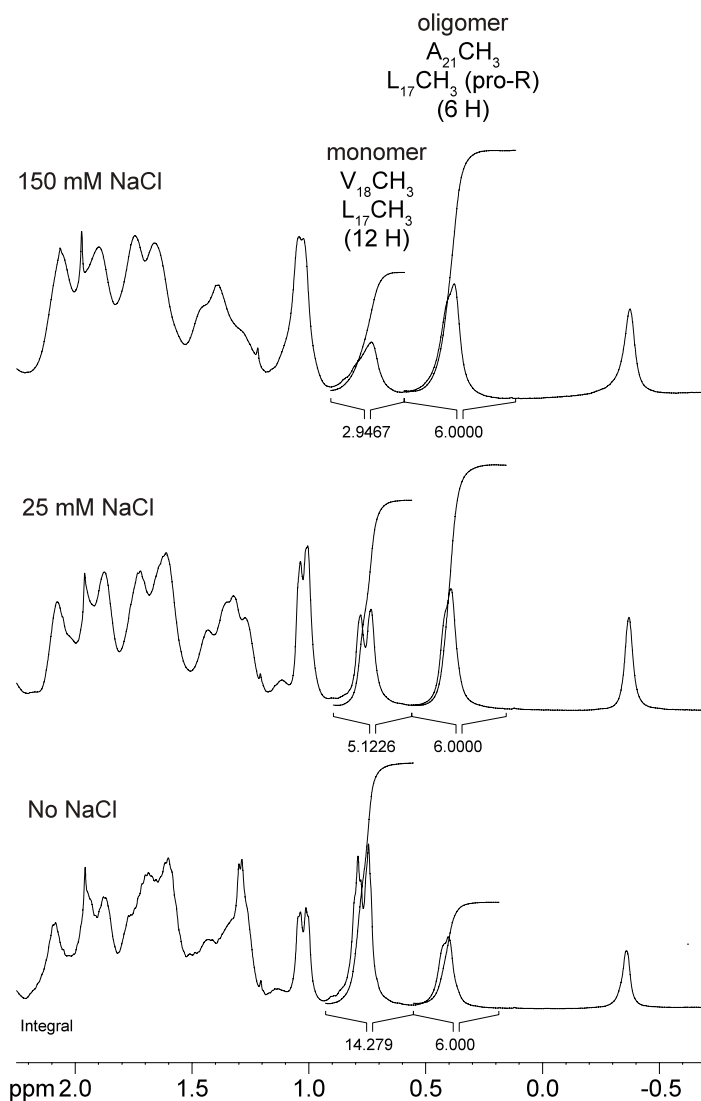 oligomer
A₂₁CH₃
L₁₇CH₃ (pro-R)
(6 H)
monomer
V₁₈CH₃
L₁₇CH₃
(12 H)
150 mM NaCl
2.9467 6.0000
25 mM NaCl
5.1226 6.0000
No NaCl
Integral
14.279 6.000
ppm 2.0 1.5 1.0 0.5 0.0 -0.5